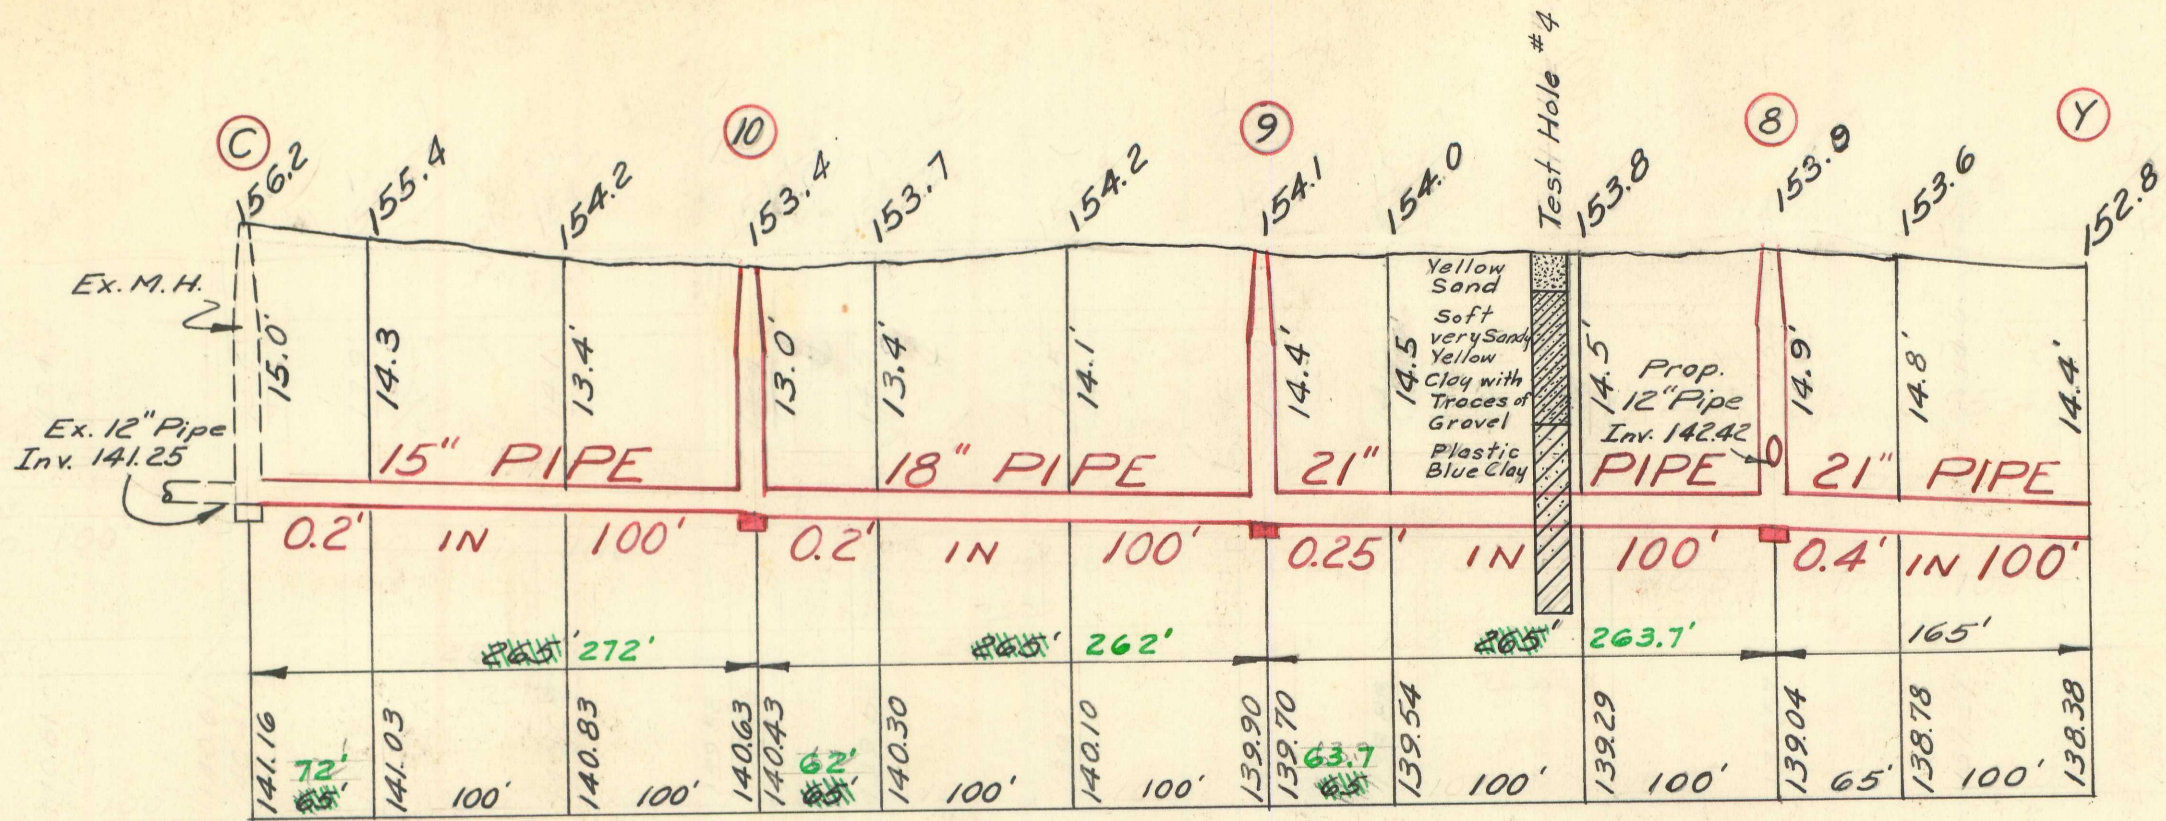 Test Hole #4
C
10
9
8
Y
156.2
155.4
154.2
153.4
153.7
154.2
154.1
154.0
153.8
153.6
152.8
Ex. M.H.
15.0'
14.3
13.4'
13.0'
13.4'
14.1'
14.4'
14.5
14.5'
14.9'
14.8'
14.4'
Yellow
Sand
Soft
very Sandy
Yellow
Clay with
Traces of
Gravel
Plastic
Blue Clay
Prop.
12" Pipe
Inv. 142.42
Ex. 12" Pipe
Inv. 141.25
15" PIPE
18" PIPE
21" PIPE
21" PIPE
0.2' IN 100'
0.2' IN 100'
0.25' IN 100'
0.4' IN 100'
265' 272'
265' 262'
265' 263.7'
165'
141.16
141.03
140.83
140.63
140.43
140.30
140.10
139.90
139.70
139.54
139.29
139.04
138.78
138.38
72'
65'
100'
100'
62'
65'
100'
100'
63.7
65'
100'
100'
65'
100'